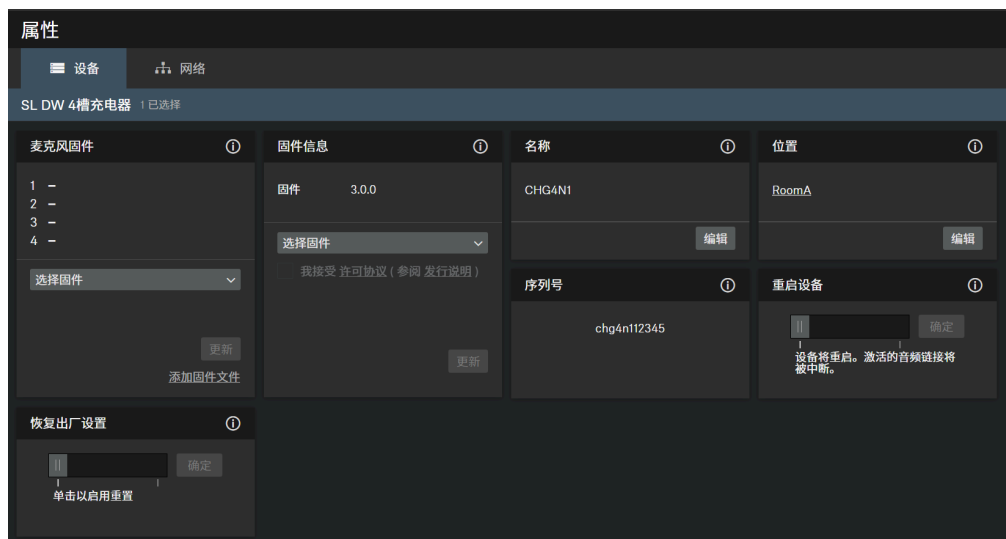 属性
设备
网络
SL DW 4槽充电器 1 已选择
麦克风固件
1 –
2 –
3 –
4 –
选择固件
更新
添加固件文件
固件信息
固件 3.0.0
选择固件
我接受 许可协议 ( 参阅 发行说明 )
更新
名称
CHG4N1
编辑
位置
RoomA
编辑
序列号
chg4n112345
重启设备
确定
设备将重启。激活的音频链接将
被中断。
恢复出厂设置
确定
单击以启用重置